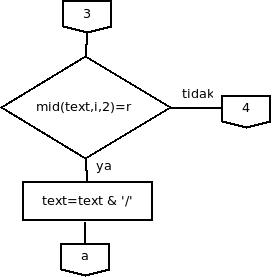 3
mid(text,i,2)=r
tidak
4
ya
text=text & '/'
a